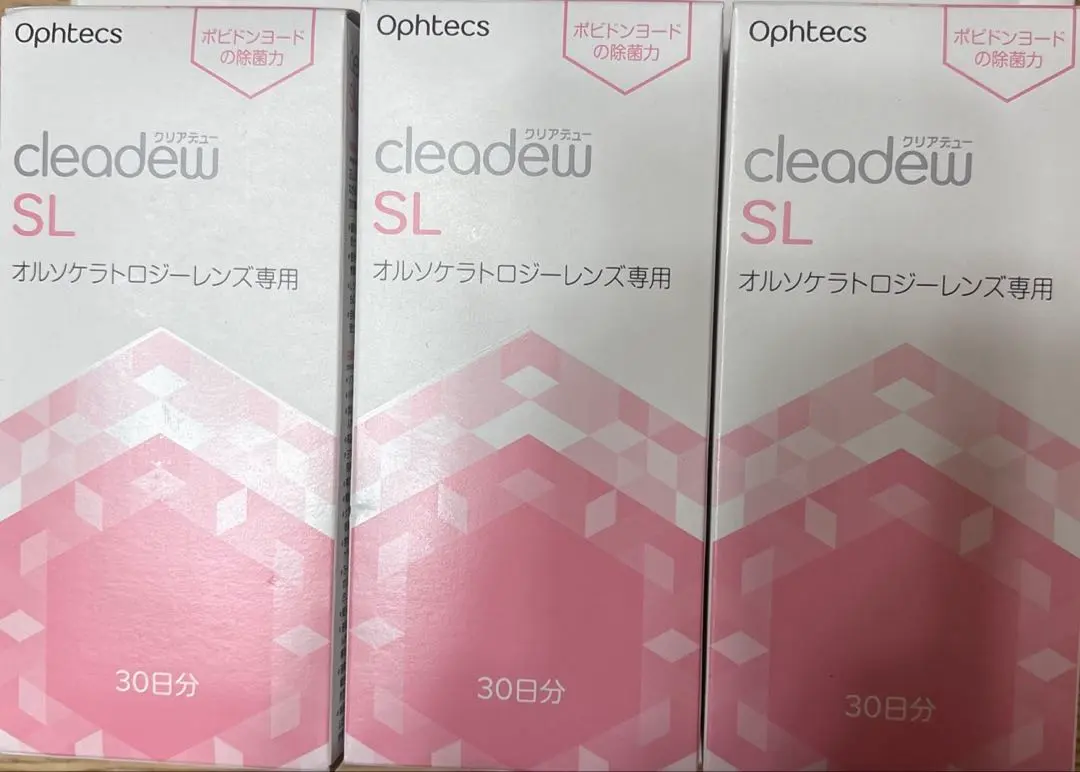 Ophtecs
ポビドンヨード
の除菌力
クリアデュー
cleadew
SL
オルソケラトロジーレンズ専用
30日分
Ophtecs
ポビドンヨード
の除菌力
クリアデュー
cleadew
SL
オルソケラトロジーレンズ専用
30日分
Ophtecs
ポビドンヨード
の除菌力
クリアデュー
cleadew
SL
オルソケラトロジーレンズ専用
30日分